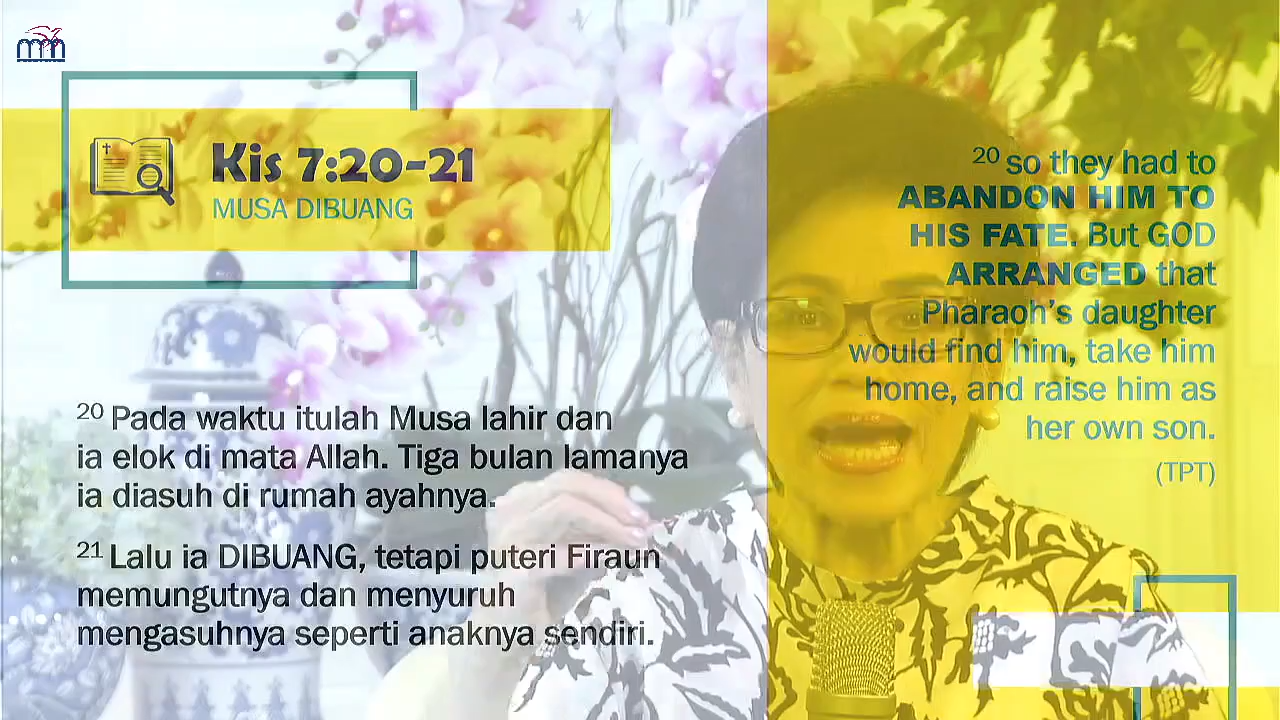 Kis 7:20-21
MUSA DIBUANG
20 Pada waktu itulah Musa lahir dan
ia elok di mata Allah. Tiga bulan lamanya
ia diasuh di rumah ayahnya.
21 Lalu ia DIBUANG, tetapi puteri Firaun
memungutnya dan menyuruh
mengasuhnya seperti anaknya sendiri.
20 so they had to
ABANDON HIM TO
HIS FATE. But GOD
ARRANGED that
Pharaoh's daughter
would find him, take him
home, and raise him as
her own son.
(TPT)